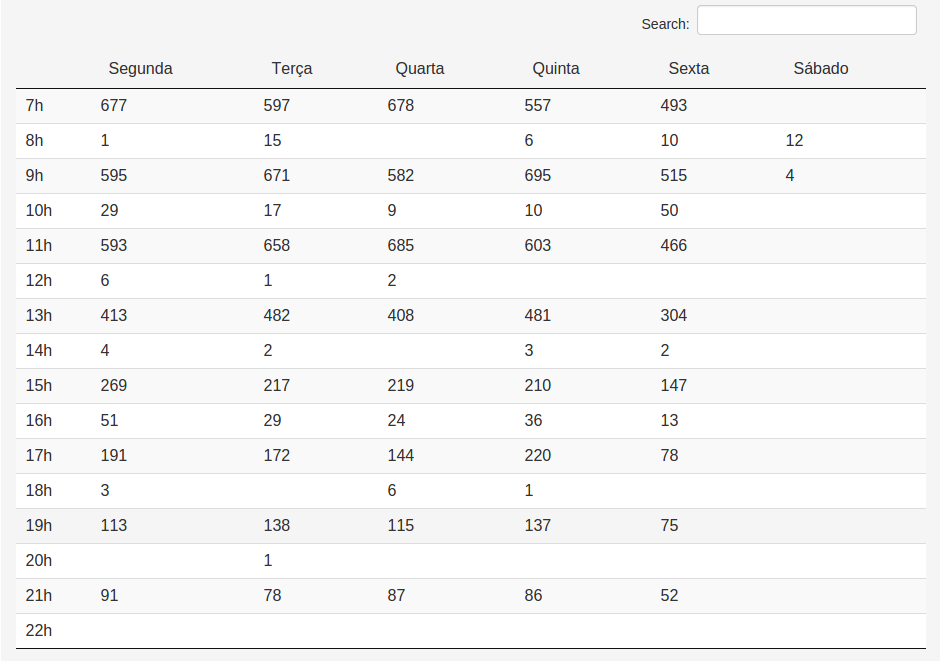 Search:
Segunda Terça Quarta Quinta Sexta Sábado
7h 677 597 678 557 493
8h 1 15 6 10 12
9h 595 671 582 695 515 4
10h 29 17 9 10 50
11h 593 658 685 603 466
12h 6 1 2
13h 413 482 408 481 304
14h 4 2 3 2
15h 269 217 219 210 147
16h 51 29 24 36 13
17h 191 172 144 220 78
18h 3 6 1
19h 113 138 115 137 75
20h 1
21h 91 78 87 86 52
22h